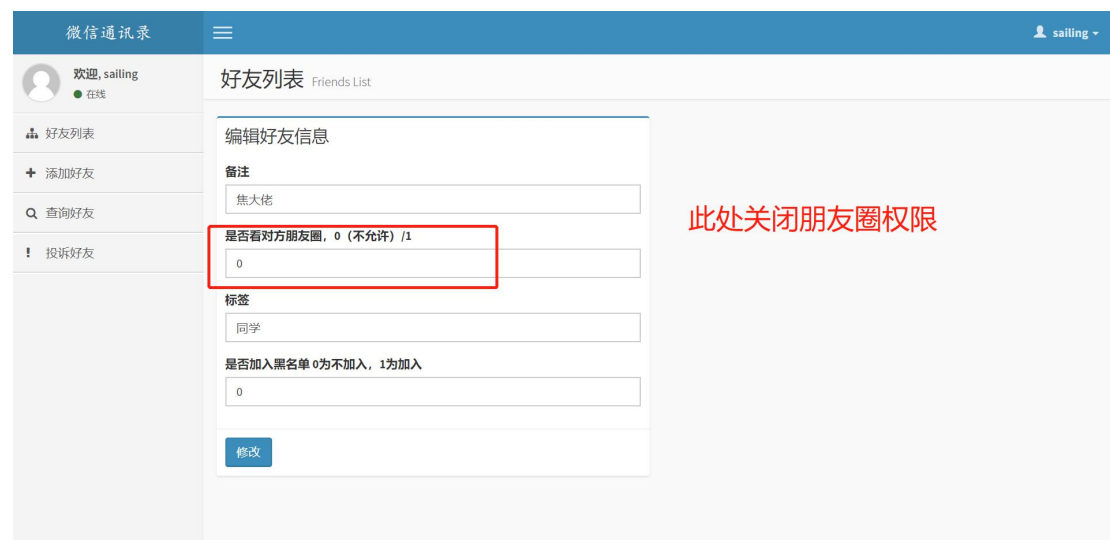 微信通讯录
sailing
欢迎, sailing
在线
好友列表 Friends List
好友列表
添加好友
查询好友
投诉好友
编辑好友信息
备注
焦大佬
是否看对方朋友圈，0（不允许）/1
0
标签
同学
是否加入黑名单 0为不加入，1为加入
0
修改
此处关闭朋友圈权限